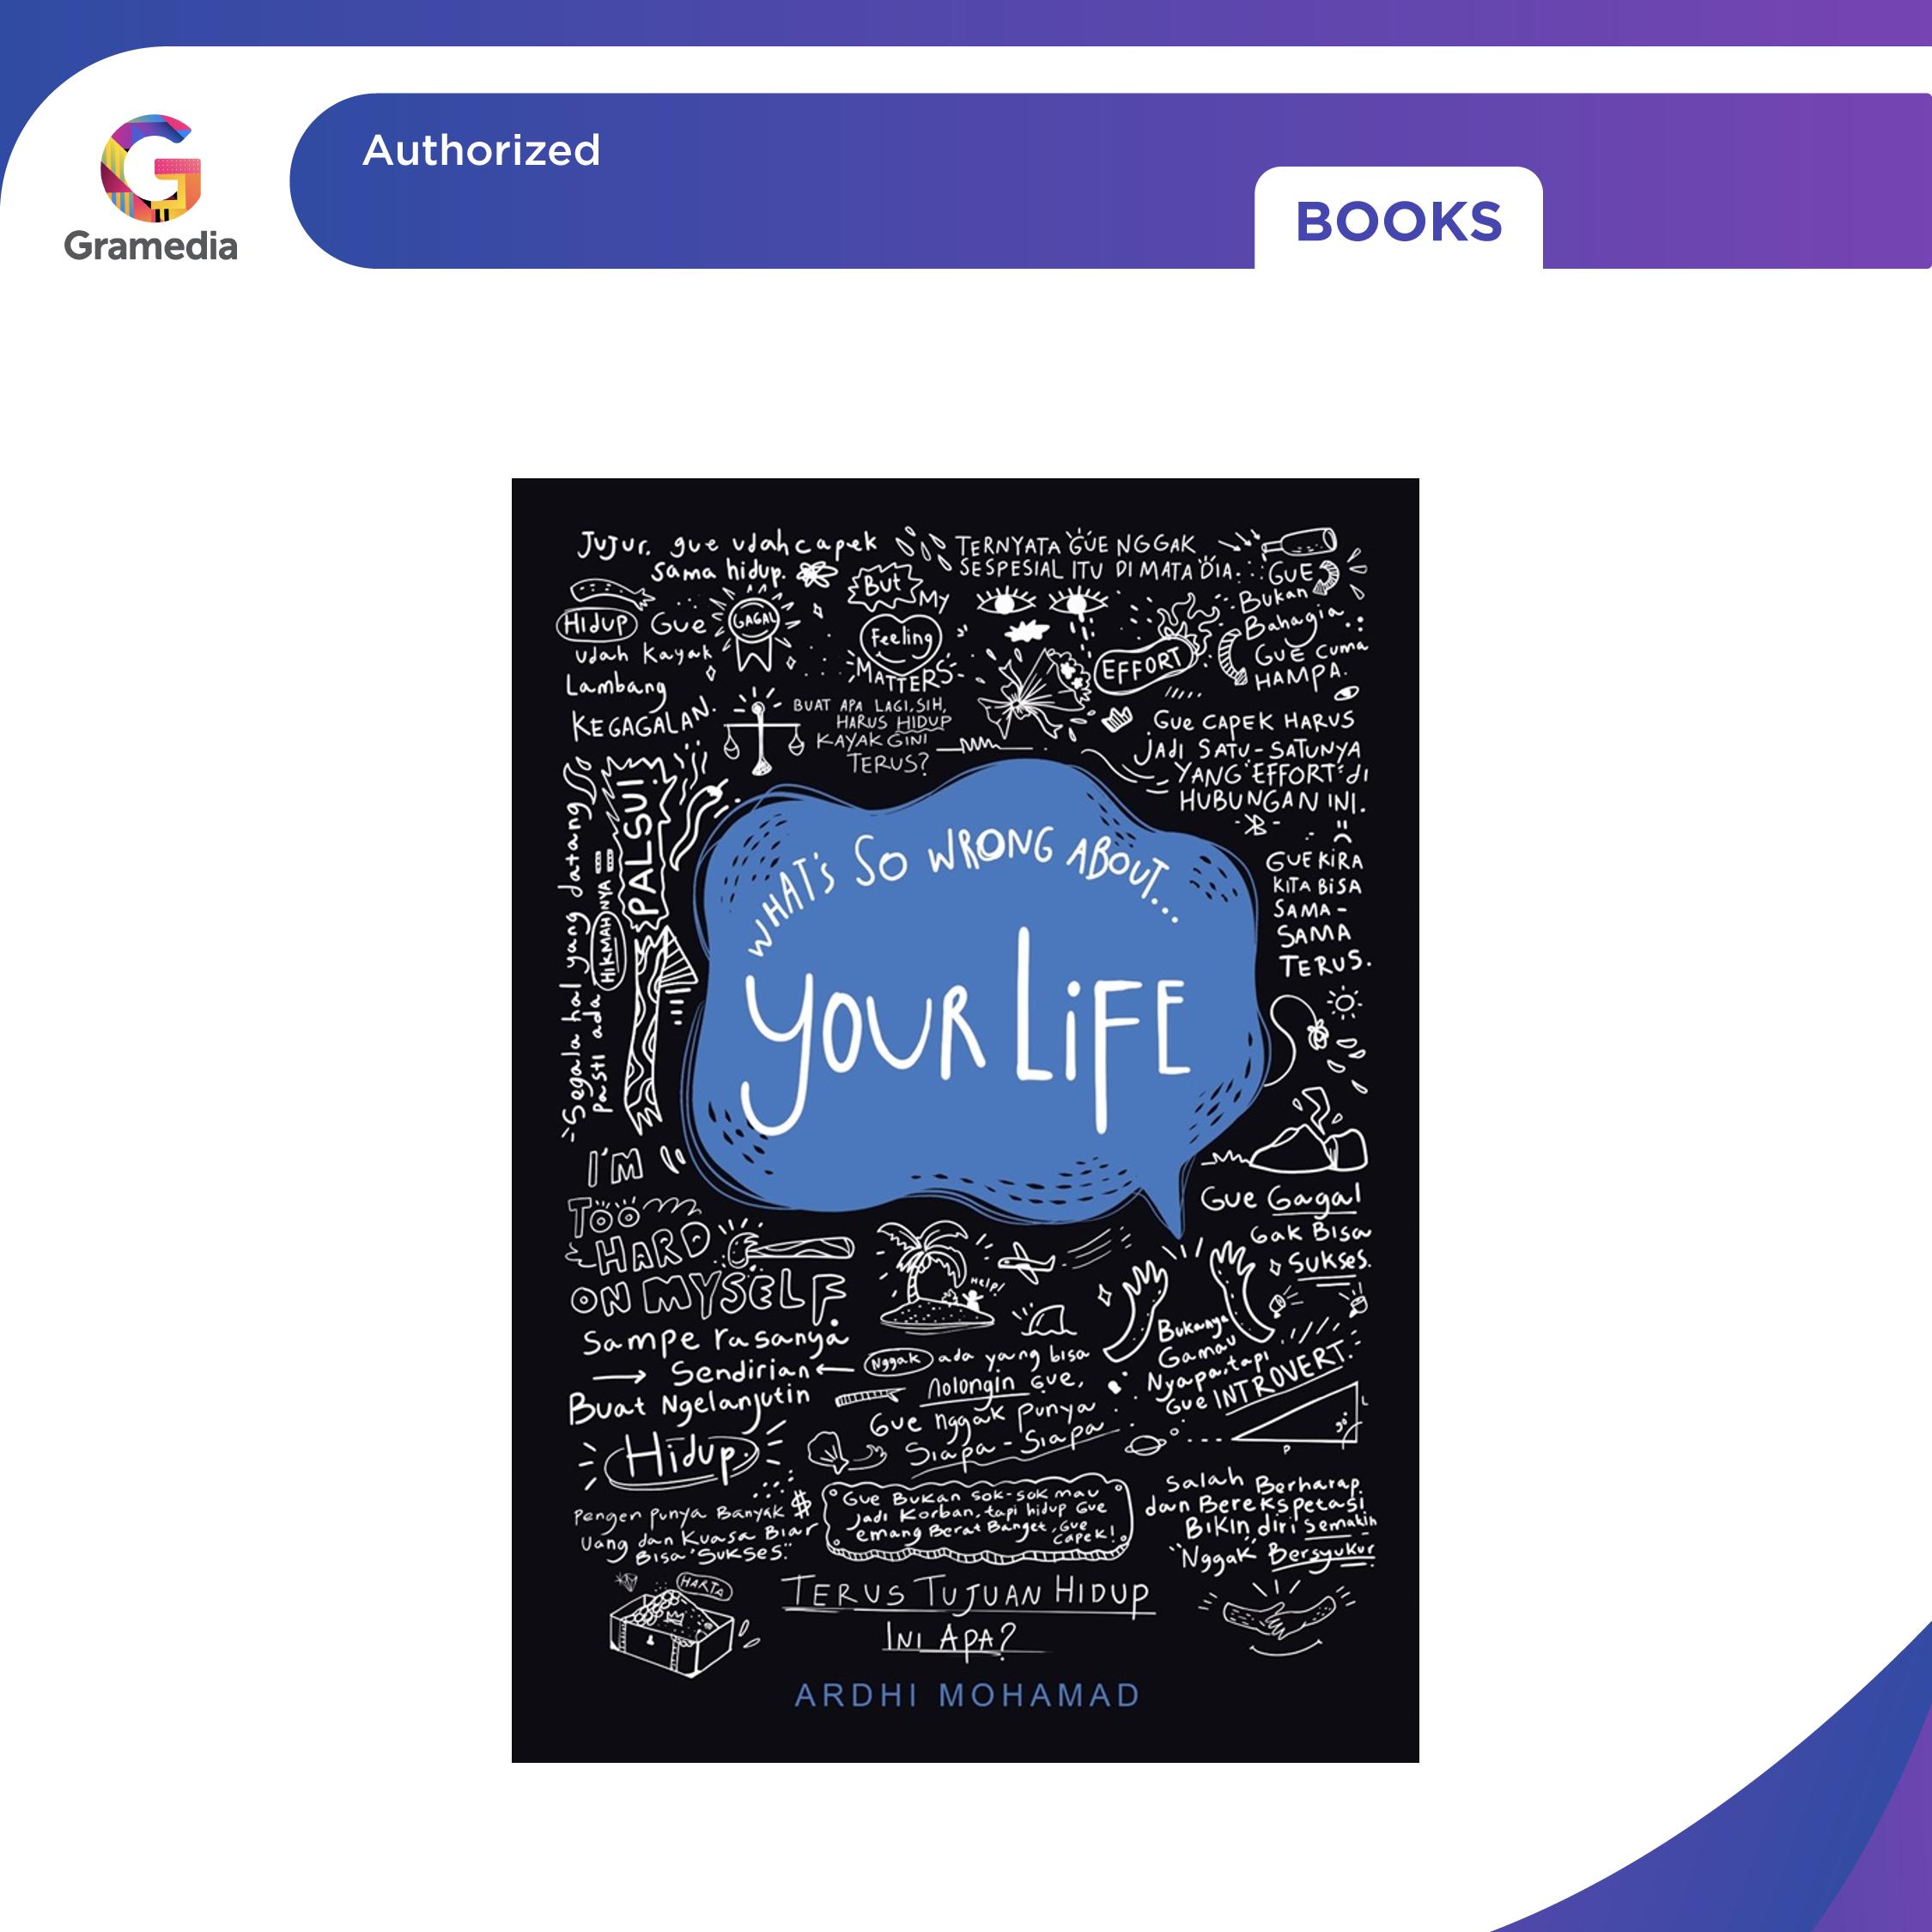 Gramedia
Authorized
BOOKS
Jujur, gue udah capek
sama hidup.
TERNYATA GUE NGGAK
SESPESIAL ITU DI MATA DIA.
GUE
Bukan
Bahagia
GUE cuma
HAMPA.
Hidup Gue
udah kayak
Lambang
KEGAGALAN.
GAGAL
But
My
Feeling
MATTERS
EFFORT
BUAT APA LAGI, SIH,
HARUS HIDUP
KAYAK GINI
TERUS?
Gue CAPEK HARUS
JADI SATU-SATUNYA
YANG EFFORT di
HUBUNGAN INI.
Segala hal yang datang
pasti ada HIKMAHNYA
PALSU!
WHAT'S SO WRONG ABOUT...
YOUR LIFE
GUE KIRA
KITA BISA
SAMA-
SAMA
TERUS.
I'M
TOO
HARD
ON MYSELF
Sampe rasanya
Sendirian
Buat Ngelanjutin
Hidup.
Help!
Nggak ada yang bisa
nolongin Gue,
Gue nggak punya
Siapa-Siapa
Gue Gagal
Gak Bisa
SUKSES.
Bukannya
Gamau
Nyapa, tapi
Gue INTROVERT.
L
30°
P
Pengen punya Banyak $
Uang dan Kuasa Biar
Bisa "SUKSES."
Gue Bukan sok-sok mau
Jadi Korban, tapi hidup Gue
emang Berat Banget, Gue
capek!
Salah Berharap
dan Berekspetasi
Bikin diri semakin
"Nggak" Bersyukur
HARTA
TERUS TUJUAN HIDUP
INI APA?
ARDHI MOHAMAD